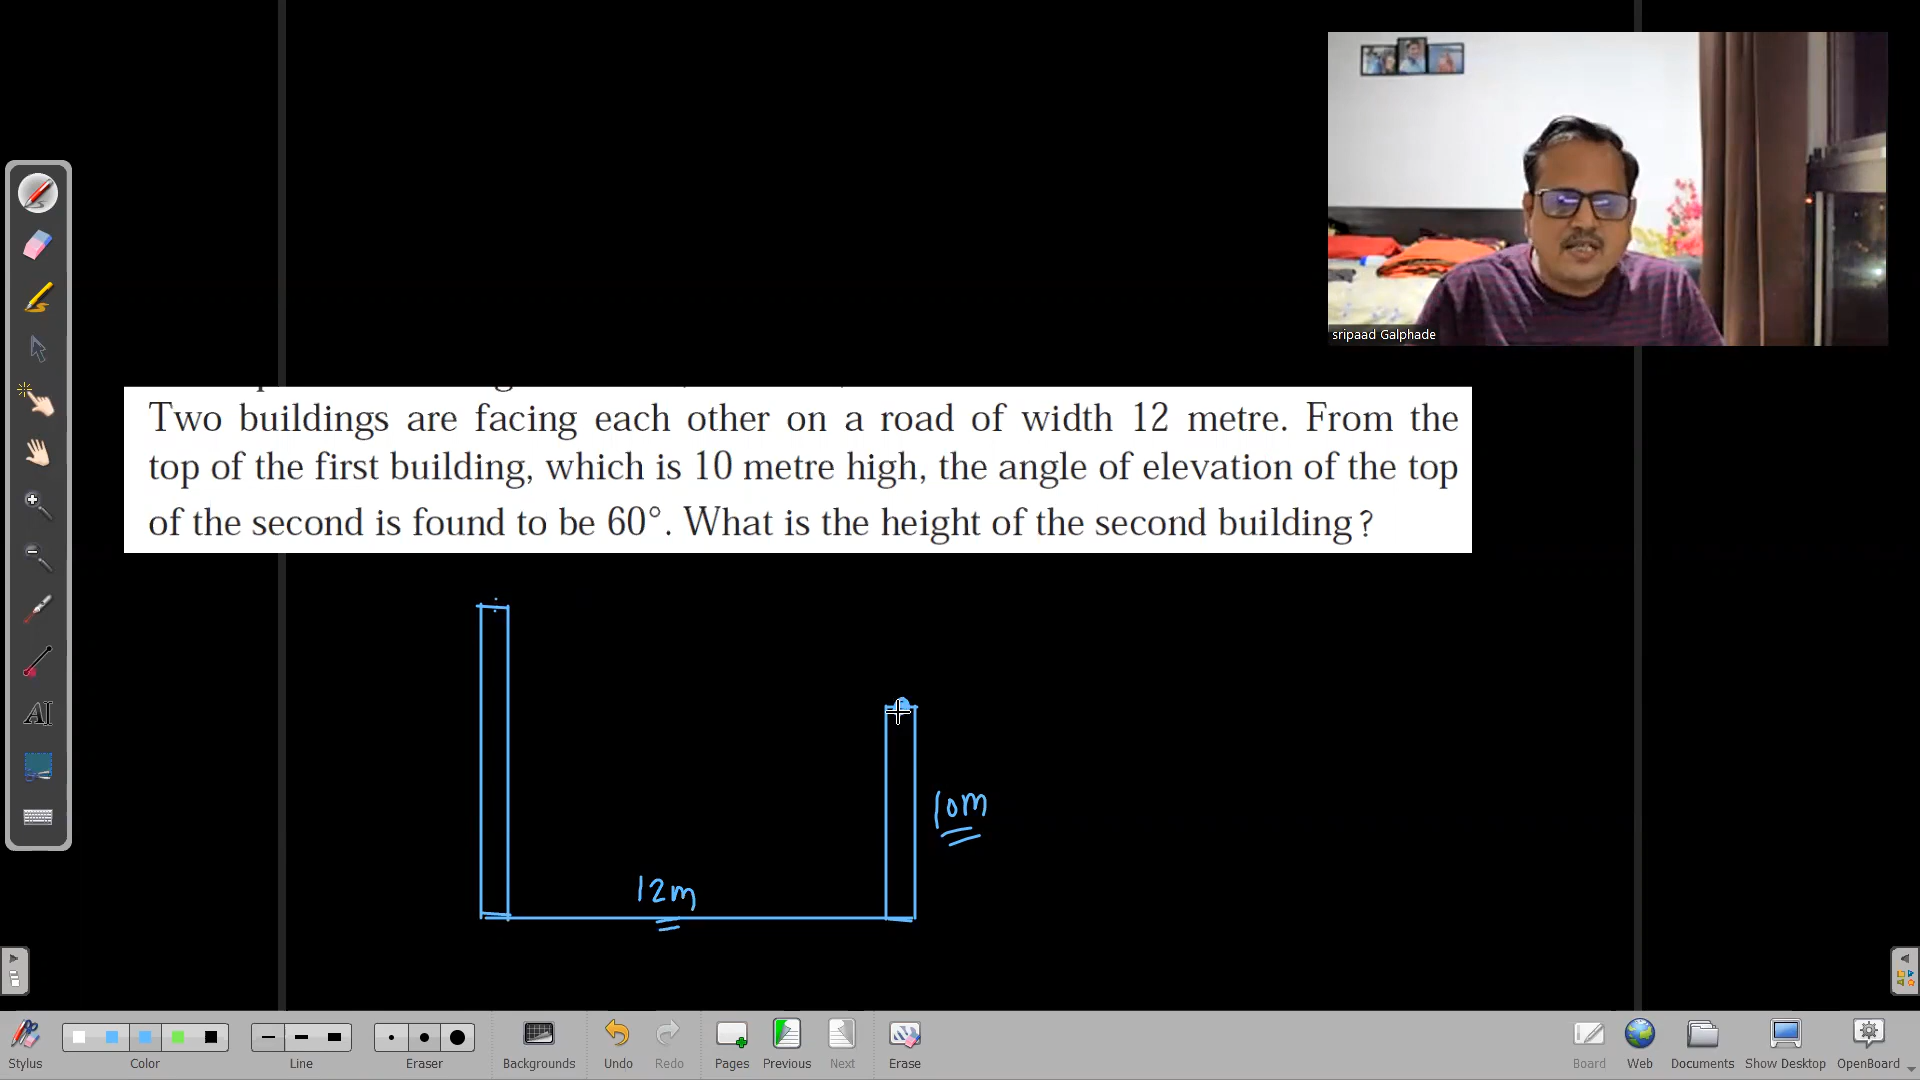 sripaad Galphade
Two buildings are facing each other on a road of width 12 metre. From the
top of the first building, which is 10 metre high, the angle of elevation of the top
of the second is found to be 60°. What is the height of the second building?
10m
12m
AI
Stylus Color Line Eraser Backgrounds Undo Redo Pages Previous Next Erase Board Web Documents Show Desktop OpenBoard